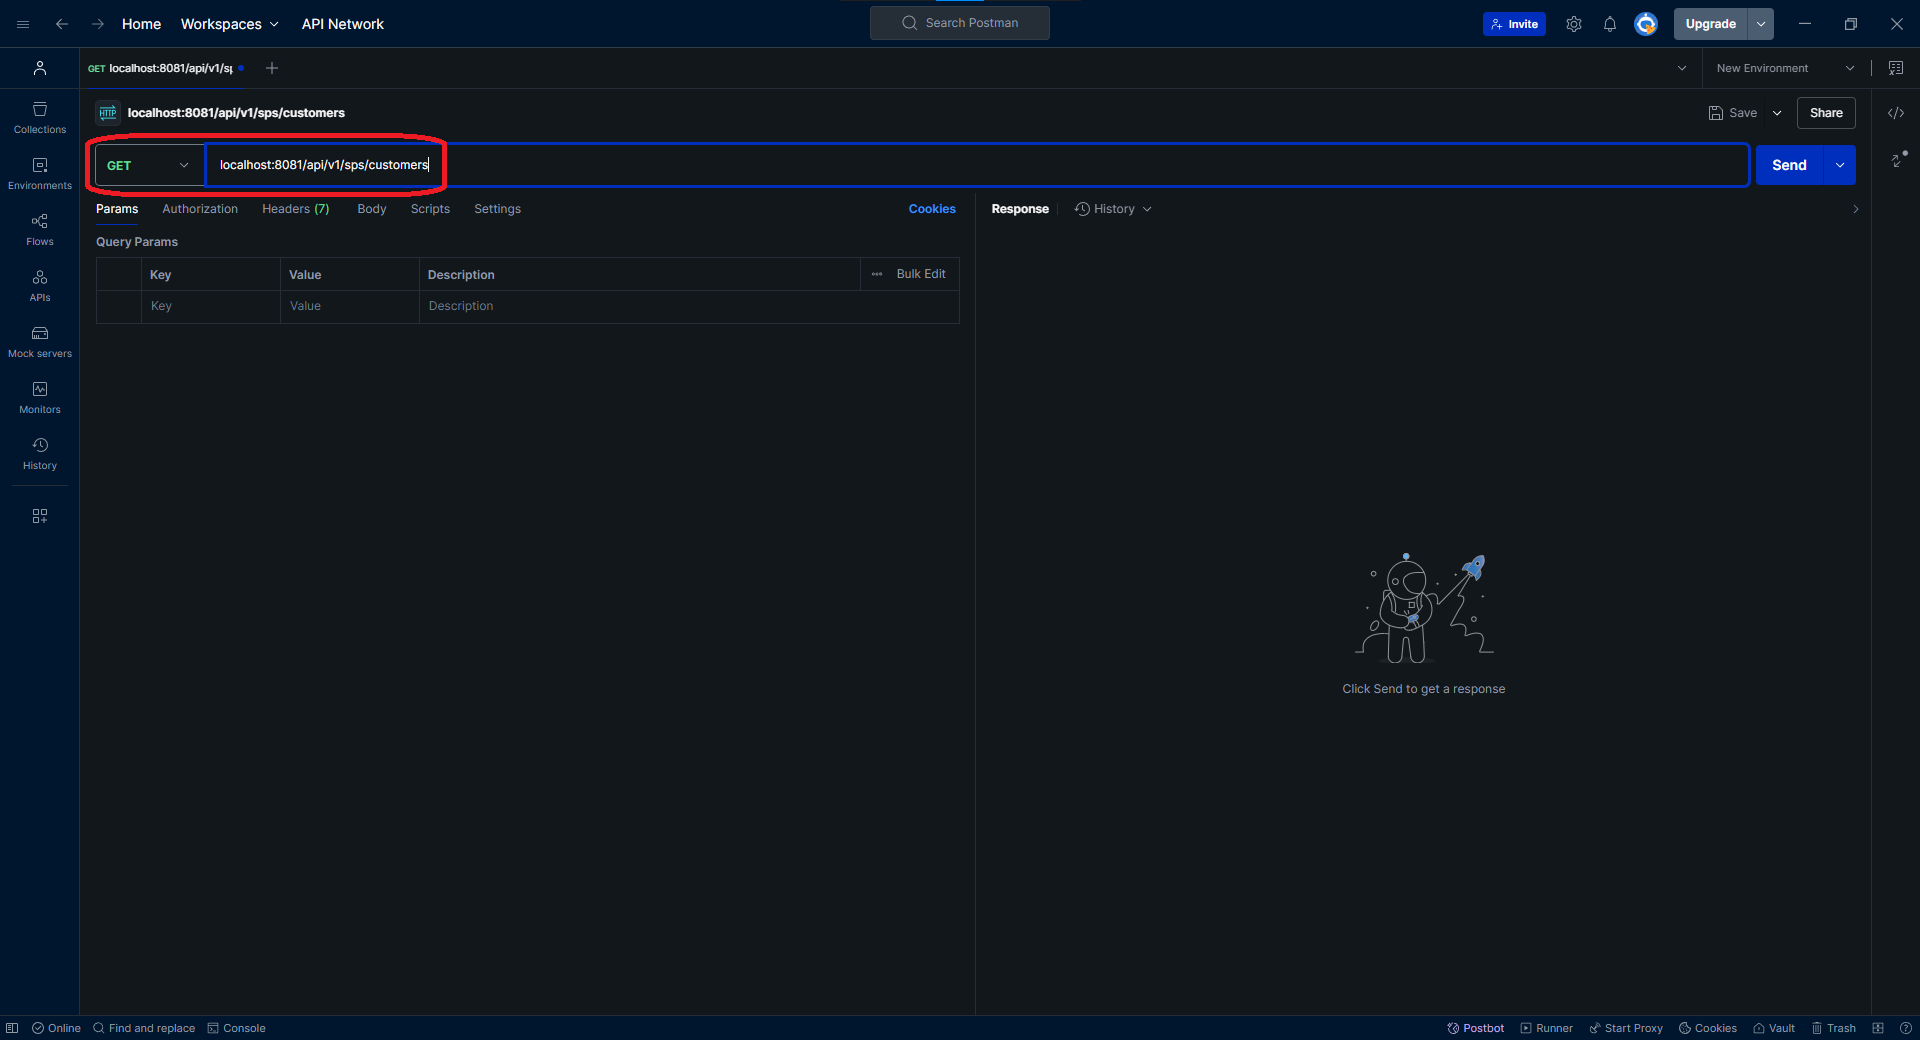 Home Workspaces API Network Search Postman Invite Upgrade
GET localhost:8081/api/v1/sp New Environment
HTTP localhost:8081/api/v1/sps/customers Save Share
GET localhost:8081/api/v1/sps/customers Send
Params Authorization Headers (7) Body Scripts Settings Cookies
Response History
Query Params
Key Value Description Bulk Edit
Key Value Description
Collections
Environments
Flows
APIs
Mock servers
Monitors
History
Click Send to get a response
Online Find and replace Console Postbot Runner Start Proxy Cookies Vault Trash